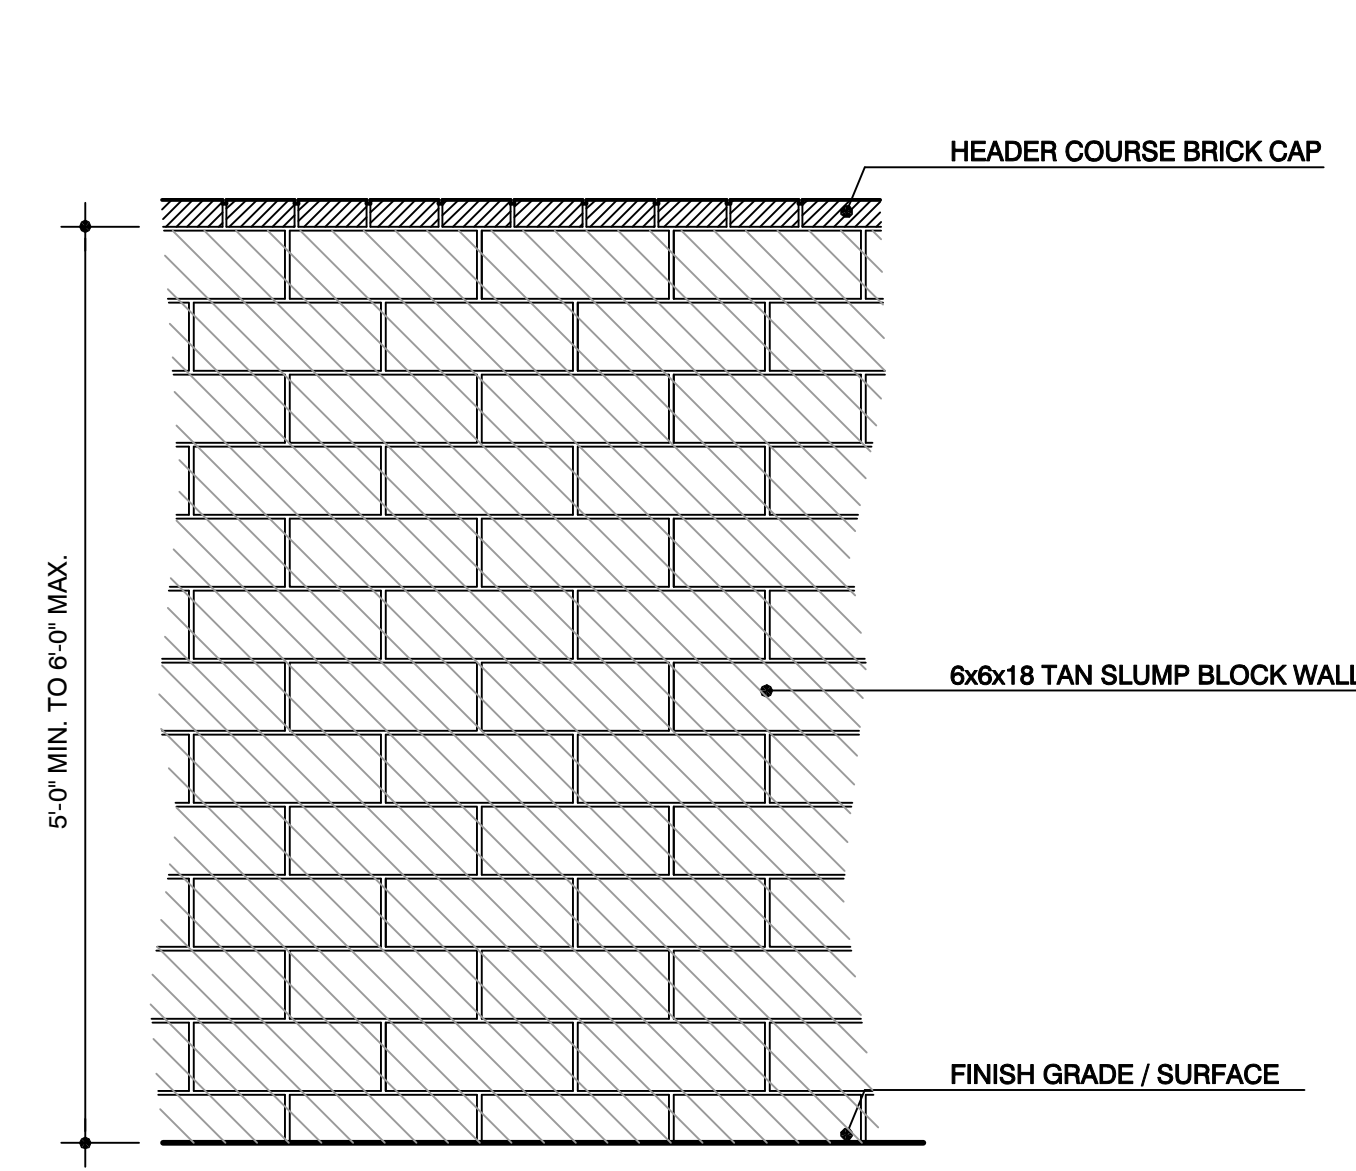 HEADER COURSE BRICK CAP
5'-0" MIN. TO 6'-0" MAX.
6x6x18 TAN SLUMP BLOCK WALL
FINISH GRADE / SURFACE